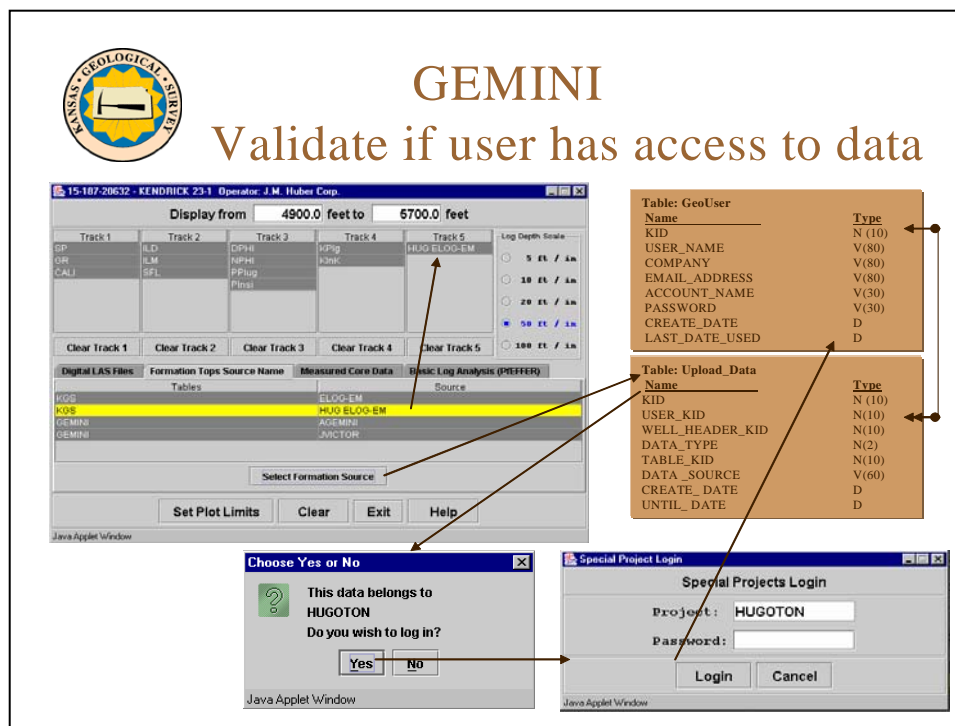 KANSAS • GEOLOGICAL • SURVEY
GEMINI
Validate if user has access to data
15-187-20632 - KENDRICK 23-1 Operator: J.M. Huber Corp.
Display from 4900.0 feet to 5700.0 feet
Track 1 Track 2 Track 3 Track 4 Track 5 Log Depth Scale
SP ILD DPHI KPlg HUG ELOG-EM
GR ILM NPHI KInK
CALI SFL PPlug
PInsi
5 ft / in
10 ft / in
20 ft / in
50 ft / in
100 ft / in
Clear Track 1 Clear Track 2 Clear Track 3 Clear Track 4 Clear Track 5
Digital LAS Files Formation Tops Source Name Measured Core Data Basic Log Analysis (PfEFFER)
Tables Source
KGS ELOG-EM
KGS HUG ELOG-EM
GEMINI AGEMINI
GEMINI JVICTOR
Select Formation Source
Set Plot Limits Clear Exit Help
Java Applet Window
Table: GeoUser
Name Type
KID N (10)
USER_NAME V(80)
COMPANY V(80)
EMAIL_ADDRESS V(80)
ACCOUNT_NAME V(30)
PASSWORD V(30)
CREATE_DATE D
LAST_DATE_USED D
Table: Upload_Data
Name Type
KID N (10)
USER_KID N(10)
WELL_HEADER_KID N(10)
DATA_TYPE N(2)
TABLE_KID N(10)
DATA _SOURCE V(60)
CREATE_ DATE D
UNTIL_ DATE D
Choose Yes or No
This data belongs to
HUGOTON
Do you wish to log in?
Yes No
Java Applet Window
Special Project Login
Special Projects Login
Project: HUGOTON
Password:
Login Cancel
Java Applet Window